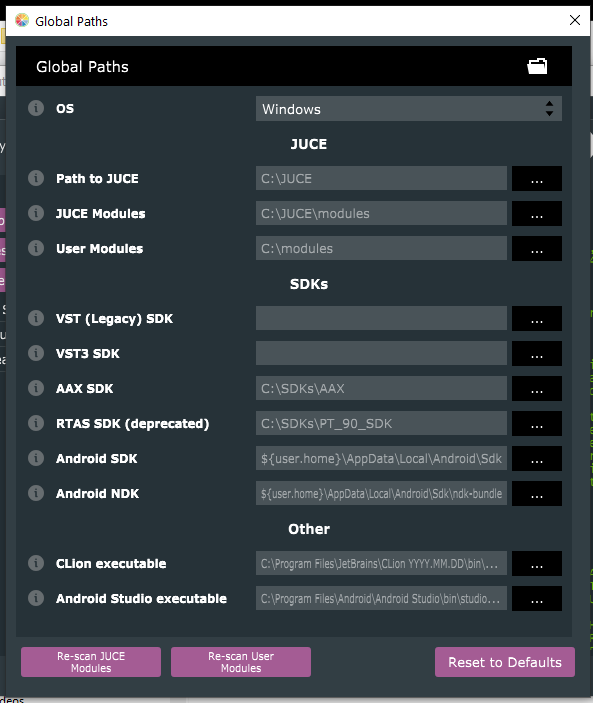 Global Paths
Global Paths
OS
Windows
JUCE
Path to JUCE
C:\JUCE
...
JUCE Modules
C:\JUCE\modules
...
User Modules
C:\modules
...
SDKs
VST (Legacy) SDK
...
VST3 SDK
...
AAX SDK
C:\SDKs\AAX
...
RTAS SDK (deprecated)
C:\SDKs\PT_90_SDK
...
Android SDK
${user.home}\AppData\Local\Android\Sdk
...
Android NDK
${user.home}\AppData\Local\Android\Sdk\ndk-bundle
...
Other
CLion executable
C:\Program Files\JetBrains\CLion YYYY.MM.DD\bin\...
...
Android Studio executable
C:\Program Files\Android\Android Studio\bin\studio...
...
Re-scan JUCE
Modules
Re-scan User
Modules
Reset to Defaults